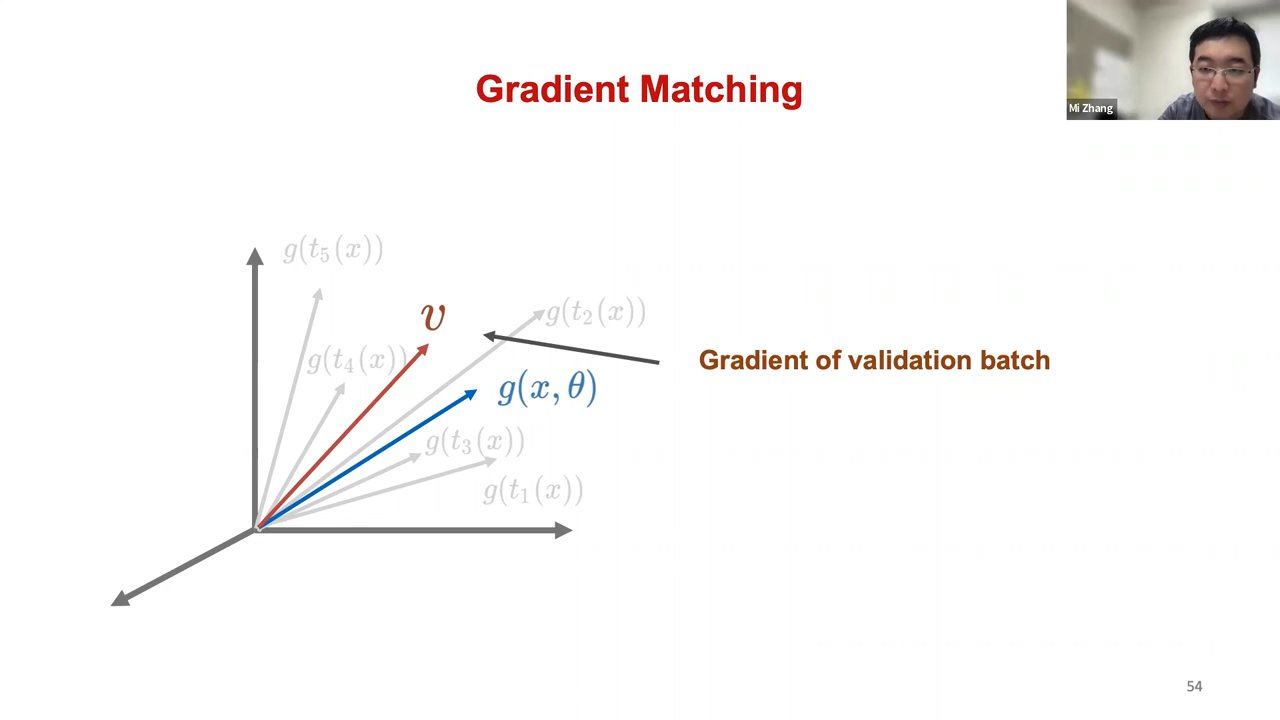 Gradient Matching
Mi Zhang
g(t₅(x))
v
g(t₂(x))
g(t₄(x))
Gradient of validation batch
g(x, θ)
g(t₃(x))
g(t₁(x))
54